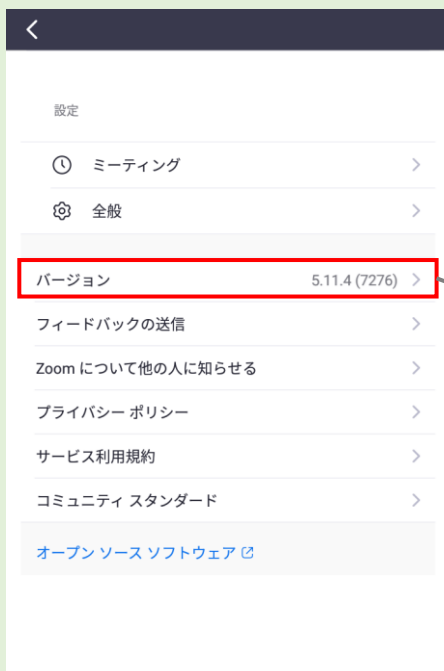 設定
ミーティング
全般
バージョン 5.11.4 (7276)
フィードバックの送信
Zoom について他の人に知らせる
プライバシー ポリシー
サービス利用規約
コミュニティ スタンダード
オープン ソース ソフトウェア